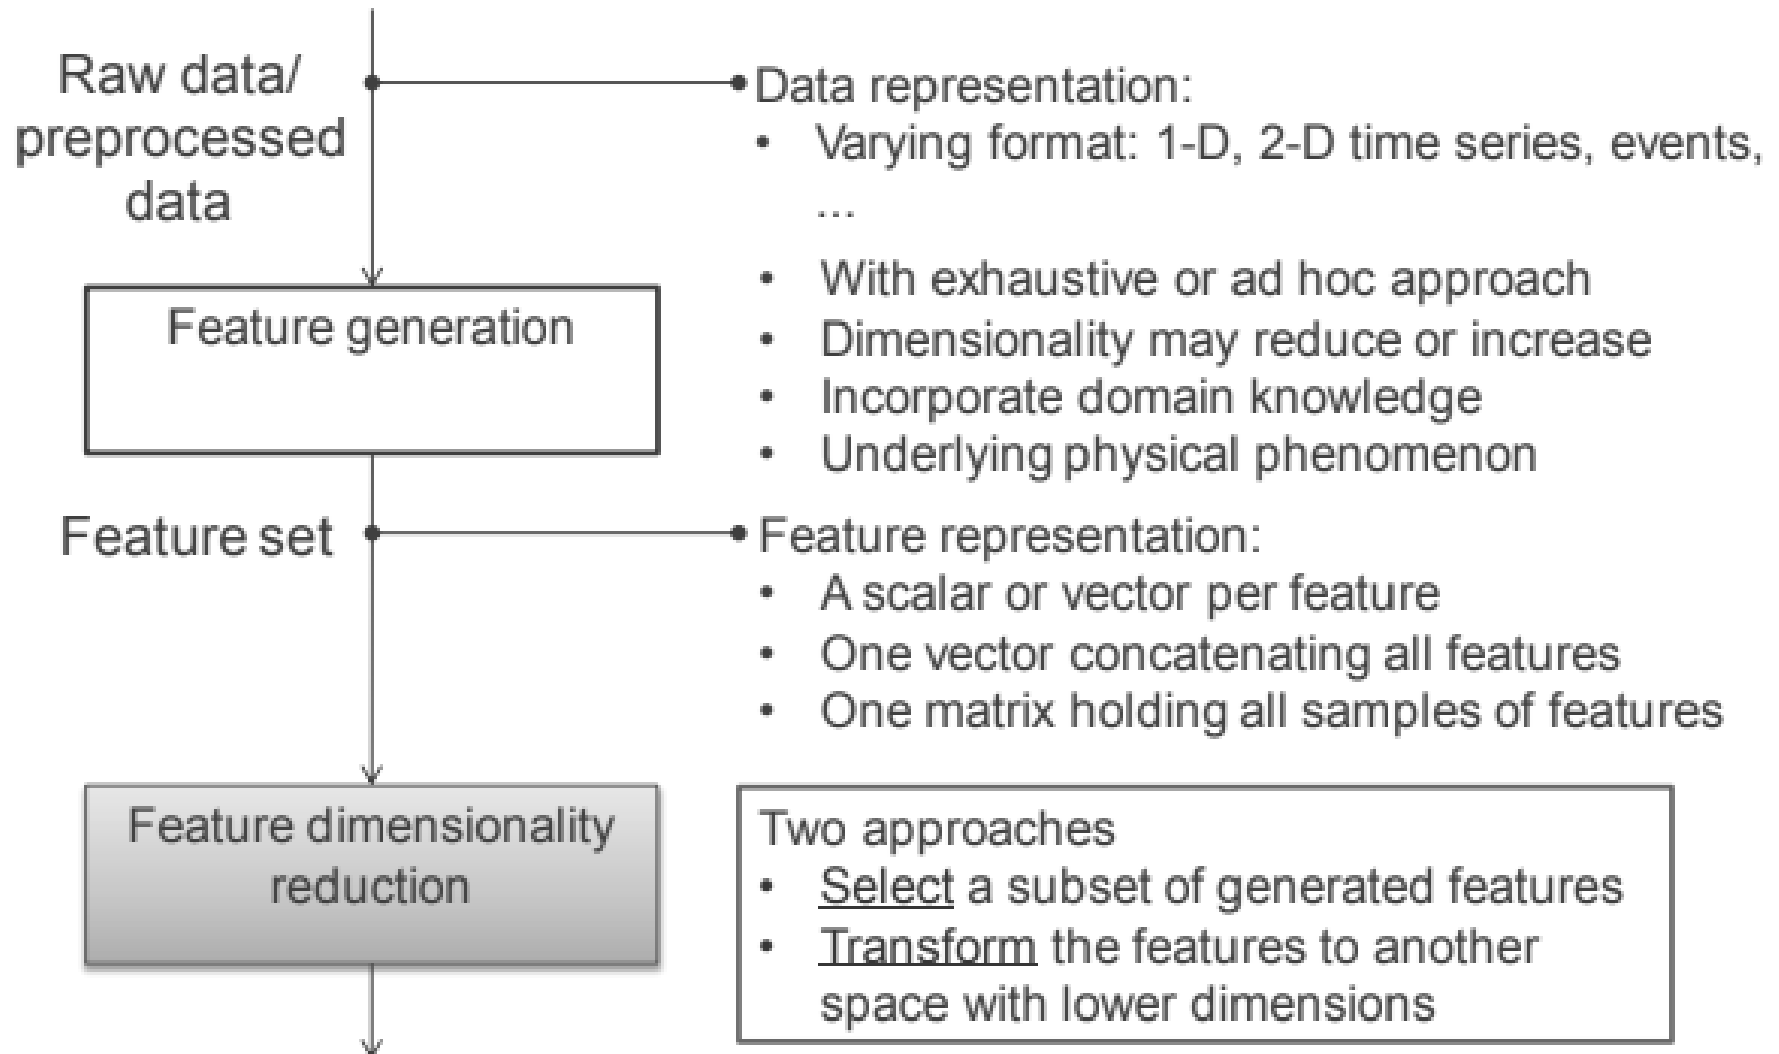 Raw data/
preprocessed
data
Data representation:
• Varying format: 1-D, 2-D time series, events,
...
Feature generation
• With exhaustive or ad hoc approach
• Dimensionality may reduce or increase
• Incorporate domain knowledge
• Underlying physical phenomenon
Feature set
Feature representation:
• A scalar or vector per feature
• One vector concatenating all features
• One matrix holding all samples of features
Feature dimensionality
reduction
Two approaches
• Select a subset of generated features
• Transform the features to another
space with lower dimensions